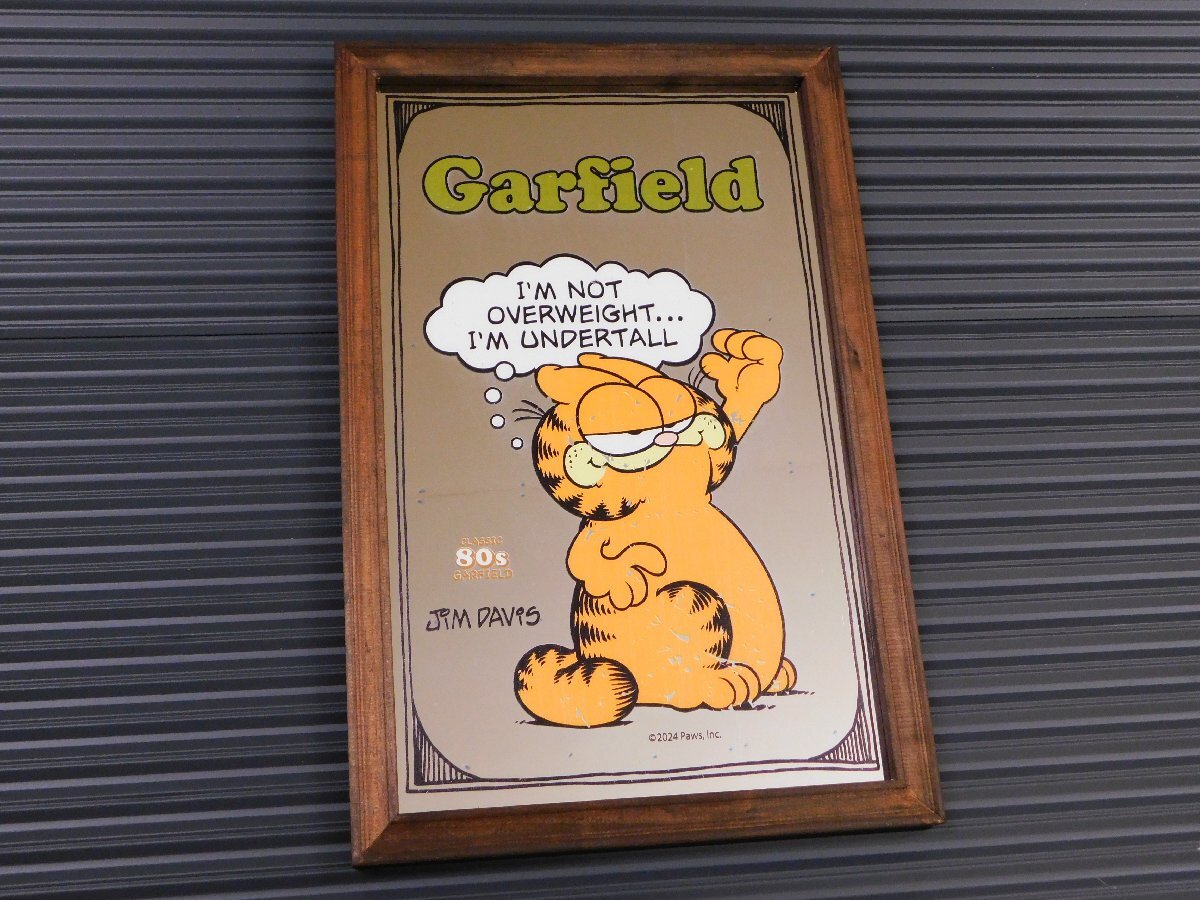 Garfield
I'M NOT
OVERWEIGHT...
I'M UNDERTALL
CLASSIC
80s
GARFIELD
JIM DAVIS
©2024 Paws, Inc.